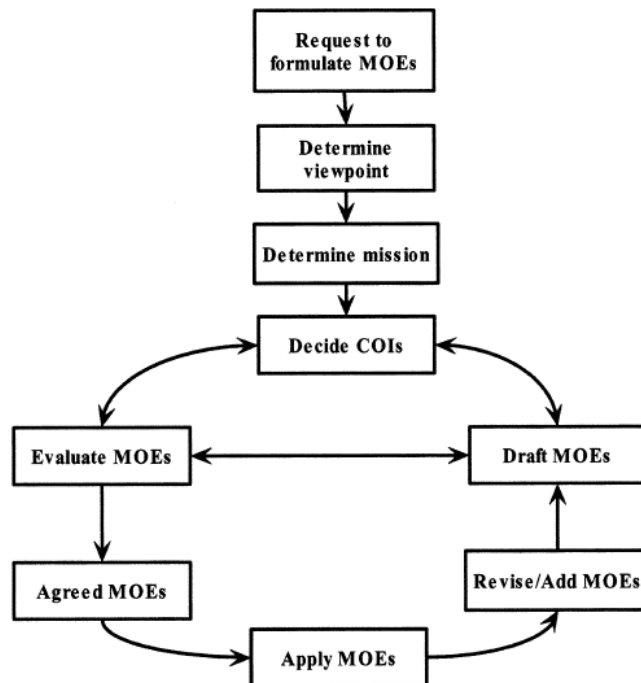 Request to
formulate MOEs
Determine
viewpoint
Determine mission
Decide COIs
Evaluate MOEs
Draft MOEs
Agreed MOEs
Revise/Add MOEs
Apply MOEs